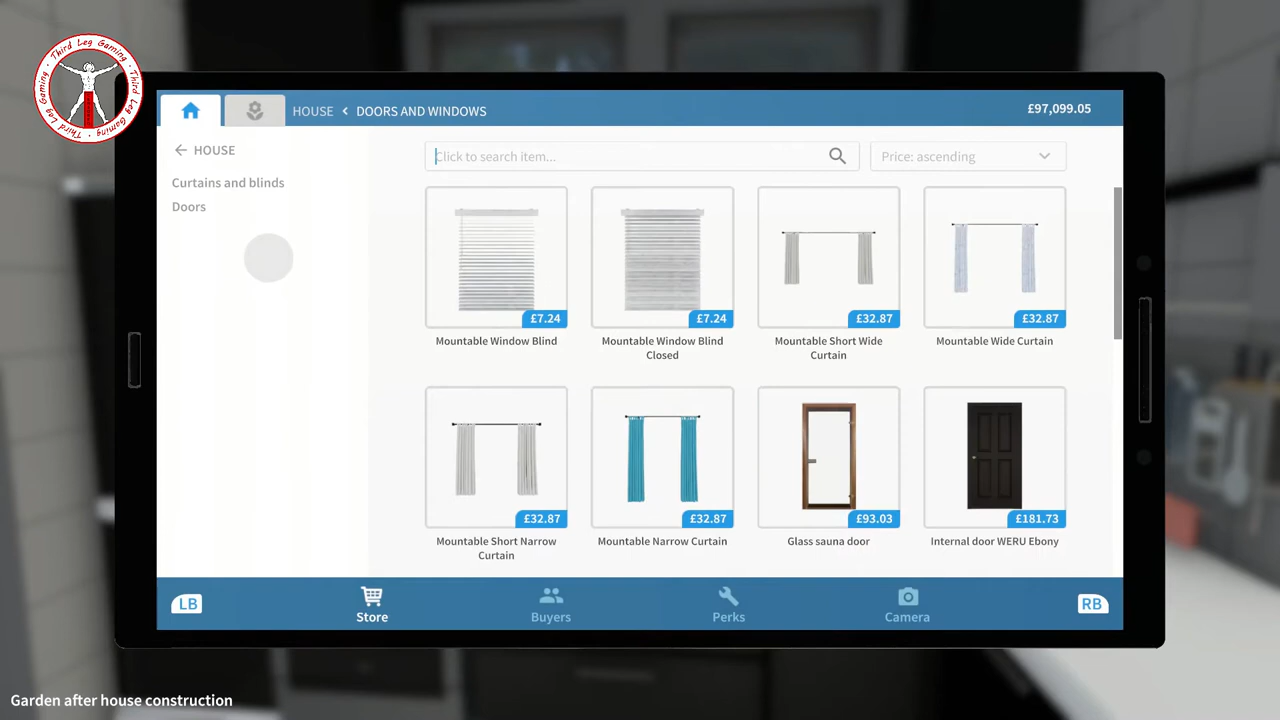 Third Leg Gaming · Third Leg Gaming · Third Leg Gaming ·
HOUSE < DOORS AND WINDOWS
£97,099.05
HOUSE
Curtains and blinds
Doors
Click to search item...
Price: ascending
£7.24
£7.24
£32.87
£32.87
Mountable Window Blind
Mountable Window Blind
Closed
Mountable Short Wide
Curtain
Mountable Wide Curtain
£32.87
£32.87
£93.03
£181.73
Mountable Short Narrow
Curtain
Mountable Narrow Curtain
Glass sauna door
Internal door WERU Ebony
LB
Store
Buyers
Perks
Camera
RB
Garden after house construction